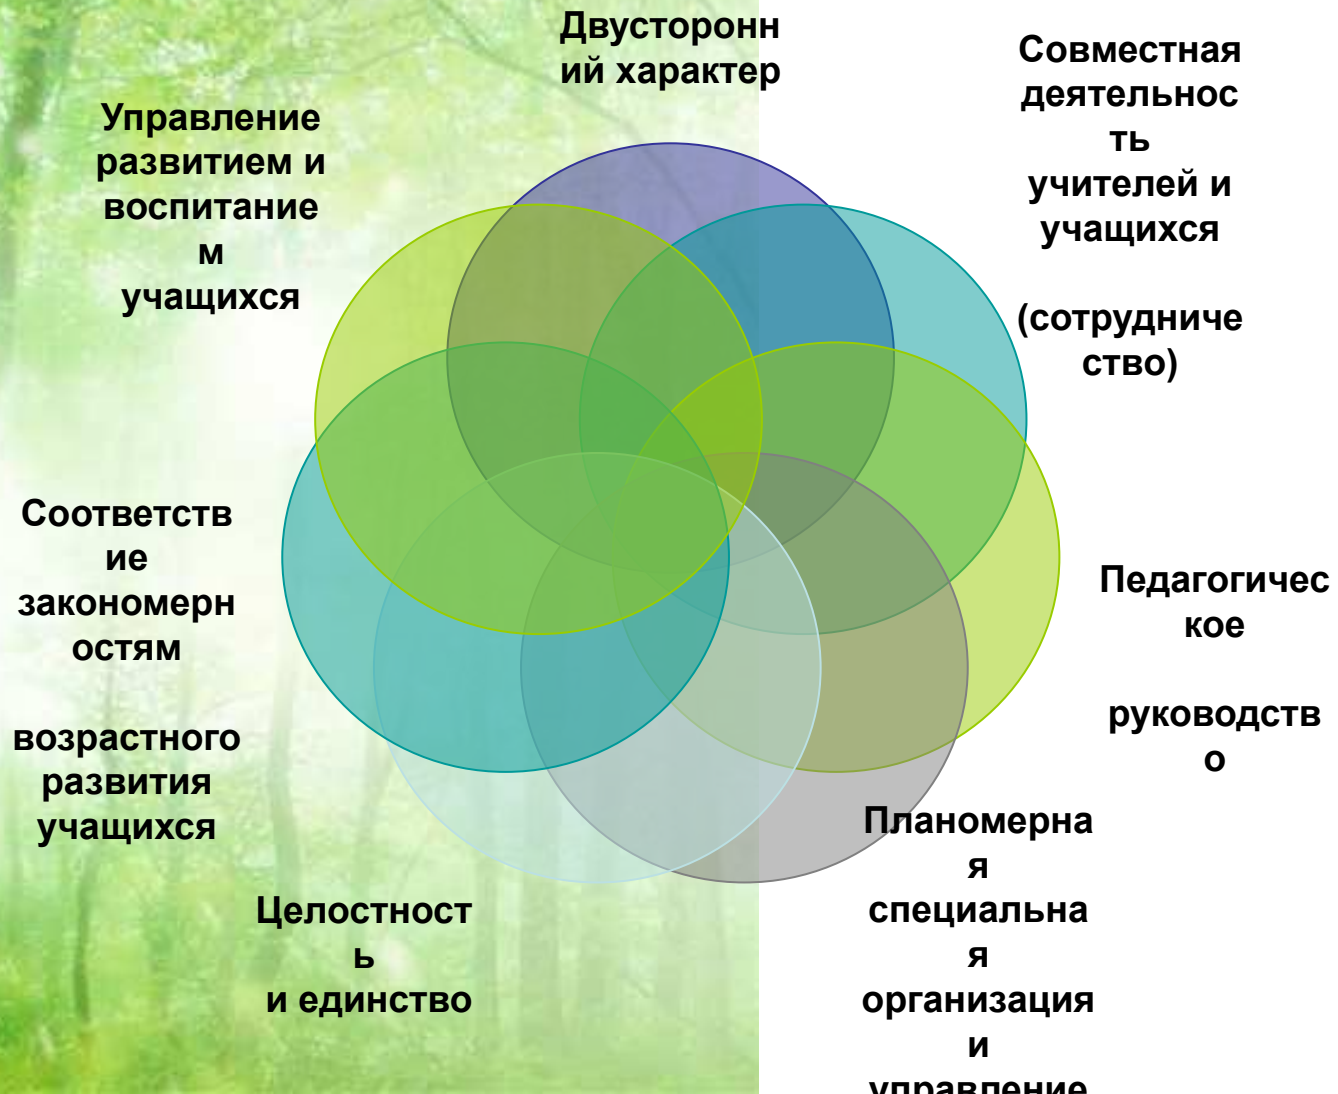 Двусторонн
ий характер
Совместная
деятельнос
ть
учителей и
учащихся
(сотрудниче
ство)
Педагогичес
кое
руководств
о
Планомерна
я
специальна
я
организация
и
управление
Целостност
ь
и единство
Соответств
ие
закономерн
остям
возрастного
развития
учащихся
Управление
развитием и
воспитание
м
учащихся